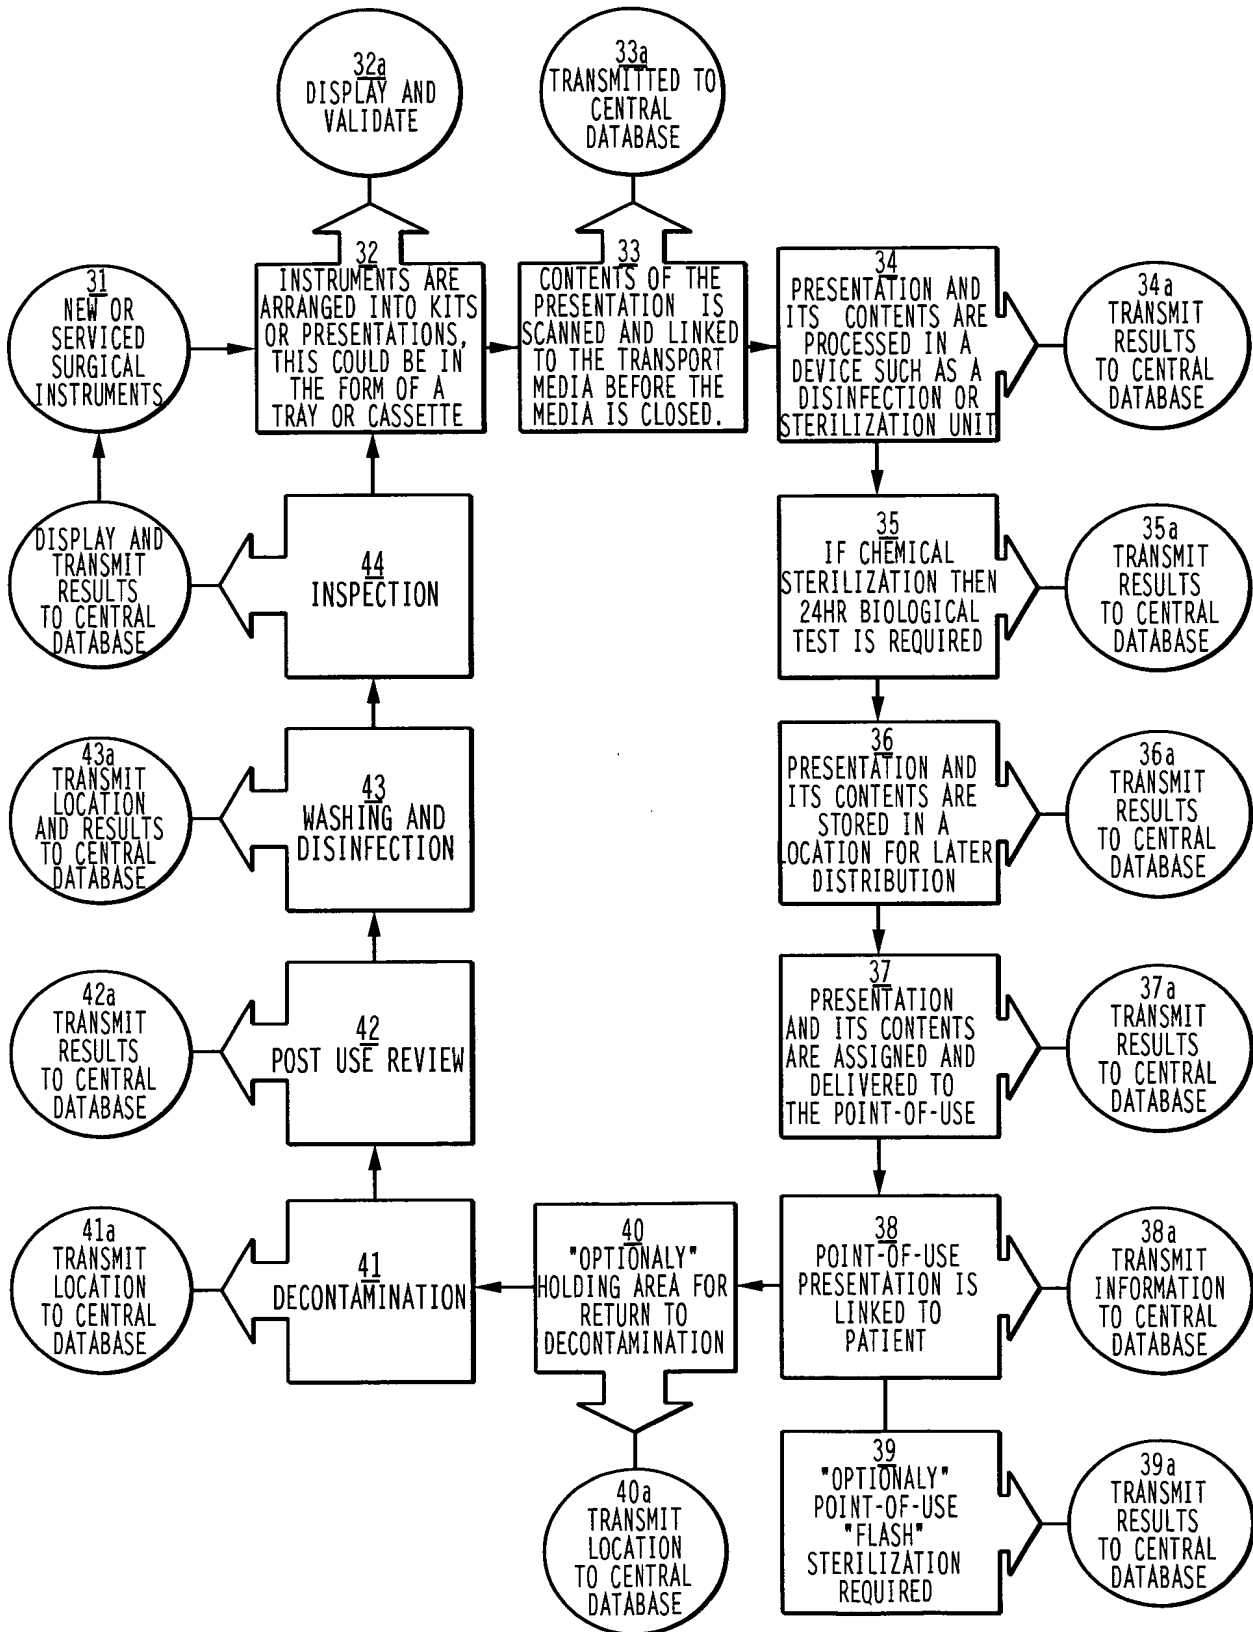 32a
DISPLAY AND
VALIDATE
33a
TRANSMITTED TO
CENTRAL
DATABASE
31
NEW OR
SERVICED
SURGICAL
INSTRUMENTS
32
INSTRUMENTS ARE
ARRANGED INTO KITS
OR PRESENTATIONS,
THIS COULD BE IN
THE FORM OF A
TRAY OR CASSETTE
33
CONTENTS OF THE
PRESENTATION IS
SCANNED AND LINKED
TO THE TRANSPORT
MEDIA BEFORE THE
MEDIA IS CLOSED.
34
PRESENTATION AND
ITS CONTENTS ARE
PROCESSED IN A
DEVICE SUCH AS A
DISINFECTION OR
STERILIZATION UNIT
34a
TRANSMIT
RESULTS
TO CENTRAL
DATABASE
DISPLAY AND
TRANSMIT
RESULTS
TO CENTRAL
DATABASE
44
INSPECTION
35
IF CHEMICAL
STERILIZATION THEN
24HR BIOLOGICAL
TEST IS REQUIRED
35a
TRANSMIT
RESULTS
TO CENTRAL
DATABASE
43a
TRANSMIT
LOCATION
AND RESULTS
TO CENTRAL
DATABASE
43
WASHING AND
DISINFECTION
36
PRESENTATION AND
ITS CONTENTS ARE
STORED IN A
LOCATION FOR LATER
DISTRIBUTION
36a
TRANSMIT
RESULTS
TO CENTRAL
DATABASE
42a
TRANSMIT
RESULTS
TO CENTRAL
DATABASE
42
POST USE REVIEW
37
PRESENTATION
AND ITS CONTENTS
ARE ASSIGNED AND
DELIVERED TO
THE POINT-OF-USE
37a
TRANSMIT
RESULTS
TO CENTRAL
DATABASE
41a
TRANSMIT
LOCATION
TO CENTRAL
DATABASE
41
DECONTAMINATION
40
"OPTIONALY"
HOLDING AREA FOR
RETURN TO
DECONTAMINATION
38
POINT-OF-USE
PRESENTATION IS
LINKED TO
PATIENT
38a
TRANSMIT
INFORMATION
TO CENTRAL
DATABASE
40a
TRANSMIT
LOCATION
TO CENTRAL
DATABASE
39
"OPTIONALY"
POINT-OF-USE
"FLASH"
STERILIZATION
REQUIRED
39a
TRANSMIT
RESULTS
TO CENTRAL
DATABASE